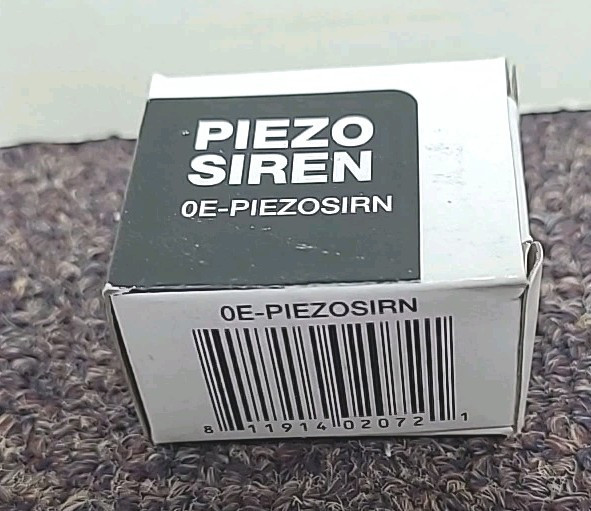 PIEZO
SIREN
0E-PIEZOSIRN
0E-PIEZOSIRN
8 11914 02072 1